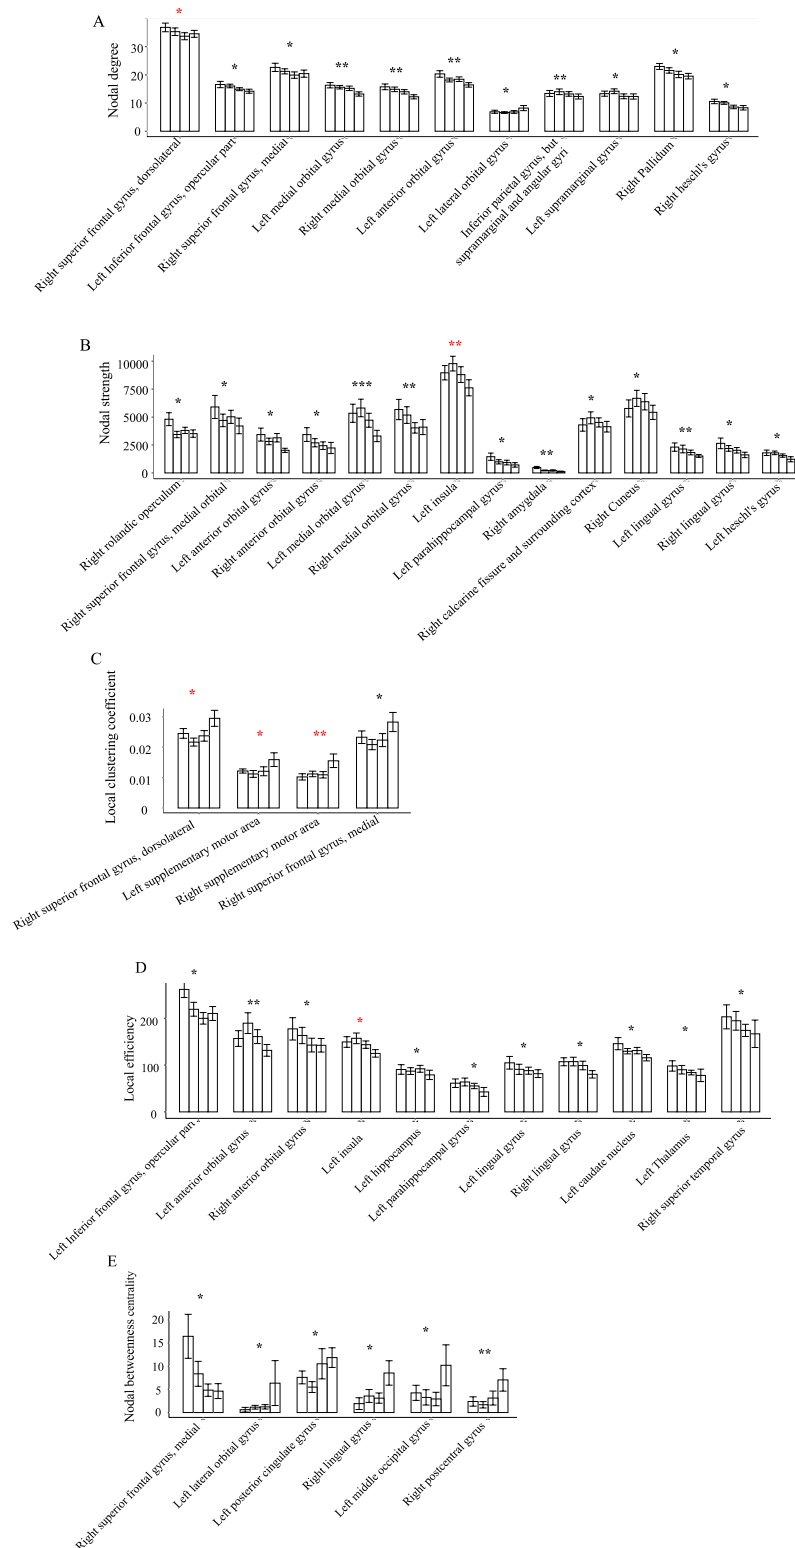 A
*
Nodal degree
30
20
10
0
*
*
**
**
**
*
**
*
*
*
Right superior frontal gyrus, dorsolateral
Left Inferior frontal gyrus, opercular part
Right superior frontal gyrus, medial
Left medial orbital gyrus
Right medial orbital gyrus
Left anterior orbital gyrus
Left lateral orbital gyrus
Inferior parietal gyrus, but
supramarginal and angular gyri
Left supramarginal gyrus
Right Pallidum
Right heschl's gyrus
B
Nodal strength
10000
7500
5000
2500
0
*
*
*
*
***
**
**
*
**
*
*
**
*
*
Right rolantic operculum
Right superior frontal gyrus, medial orbital
Left anterior orbital gyrus
Right anterior orbital gyrus
Left medial orbital gyrus
Right medial orbital gyrus
Left insula
Left parahippocampal gyrus
Right amygdala
Right calcarine fissure and surrounding cortex
Right Cuneus
Left lingual gyrus
Right lingual gyrus
Left heschl's gyrus
C
Local clustering coefficient
0.03
0.02
0.01
0
*
*
**
*
Right superior frontal gyrus, dorsolateral
Left supplementary motor area
Right supplementary motor area
Right superior frontal gyrus, medial
D
Local efficiency
200
100
0
*
**
*
*
*
*
*
*
*
*
*
Left Inferior frontal gyrus, opercular part
Left anterior orbital gyrus
Right anterior orbital gyrus
Left insula
Left hippocampus
Left parahippocampal gyrus
Left lingual gyrus
Right lingual gyrus
Left caudate nucleus
Left Thalamus
Right superior temporal gyrus
E
Nodal betweenness centrality
20
15
10
5
0
*
*
*
*
*
**
Right superior frontal gyrus, medial
Left lateral orbital gyrus
Left posterior cingulate gyrus
Right lingual gyrus
Left middle occipital gyrus
Right postcentral gyrus